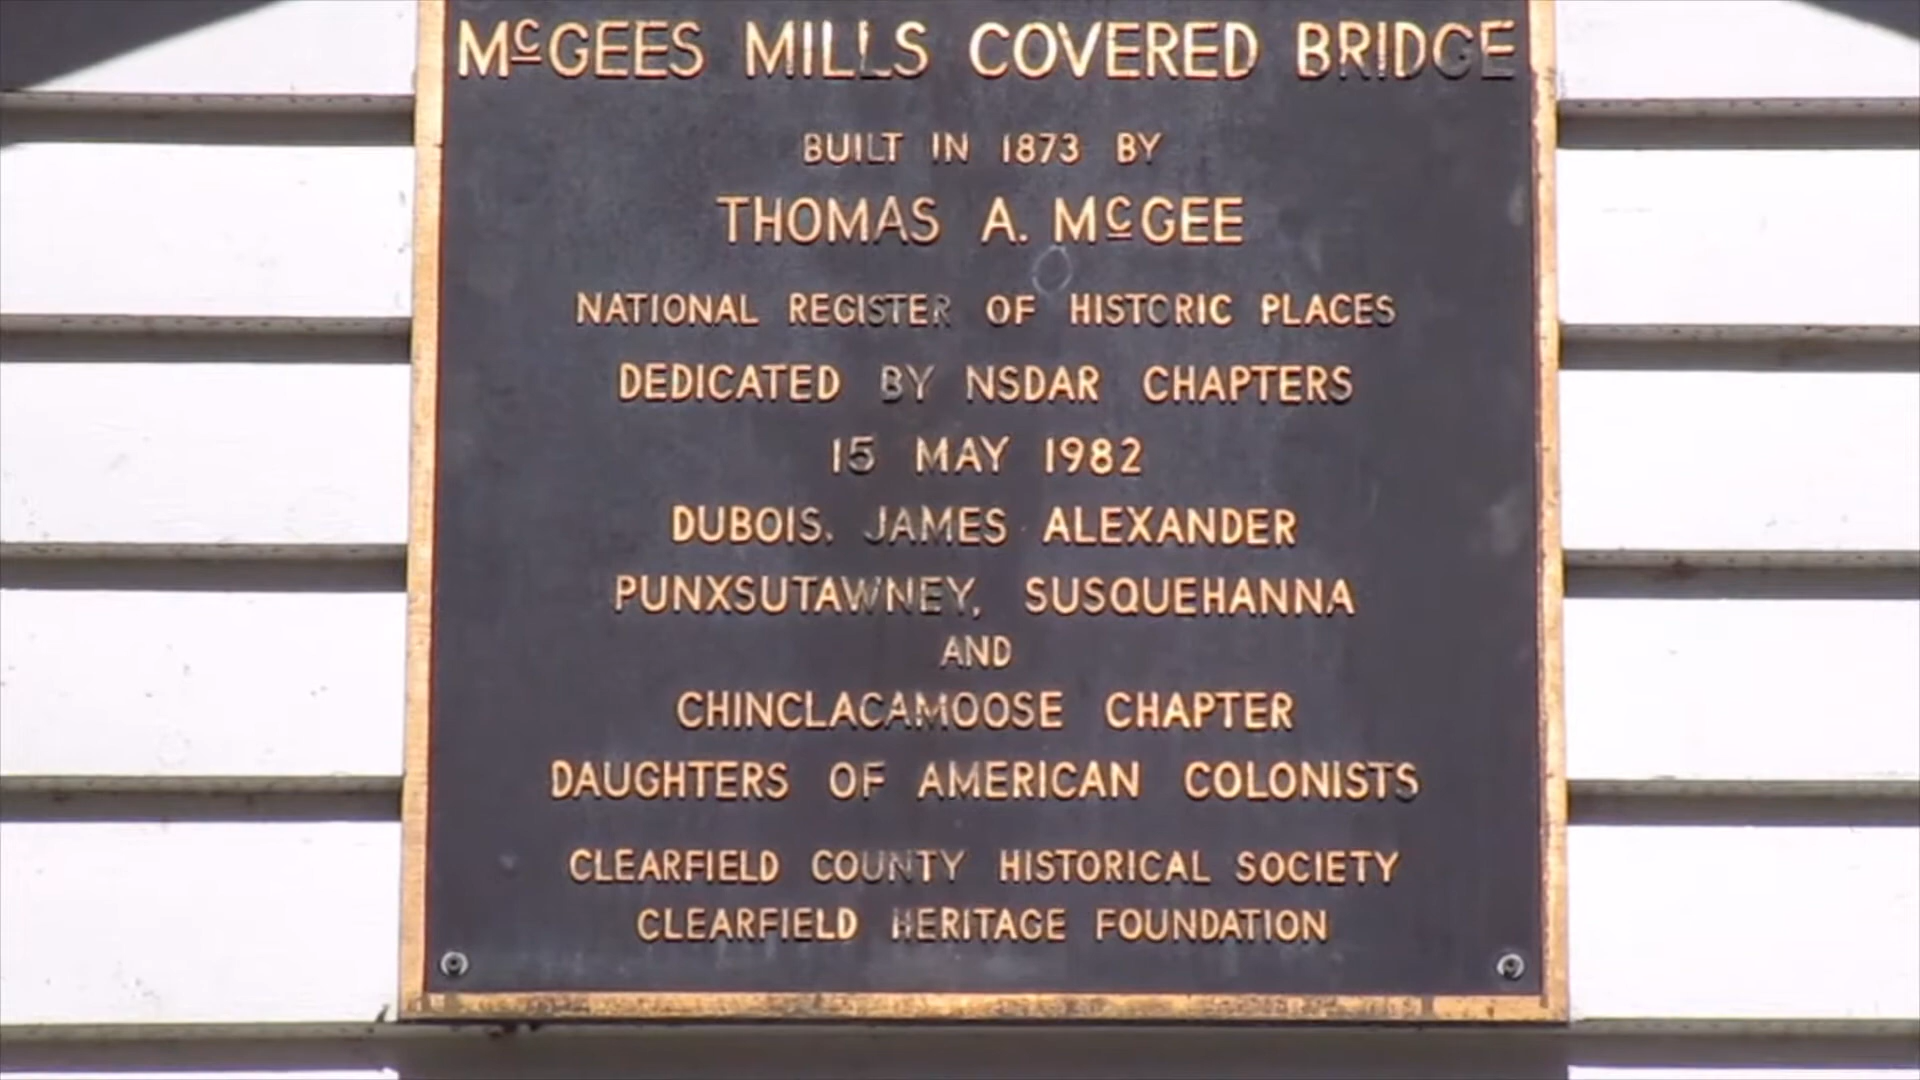 McGEES MILLS COVERED BRIDGE
BUILT IN 1873 BY
THOMAS A. McGEE
NATIONAL REGISTER OF HISTORIC PLACES
DEDICATED BY NSDAR CHAPTERS
15 MAY 1982
DUBOIS, JAMES ALEXANDER
PUNXSUTAWNEY, SUSQUEHANNA
AND
CHINCLACAMOOSE CHAPTER
DAUGHTERS OF AMERICAN COLONISTS
CLEARFIELD COUNTY HISTORICAL SOCIETY
CLEARFIELD HERITAGE FOUNDATION